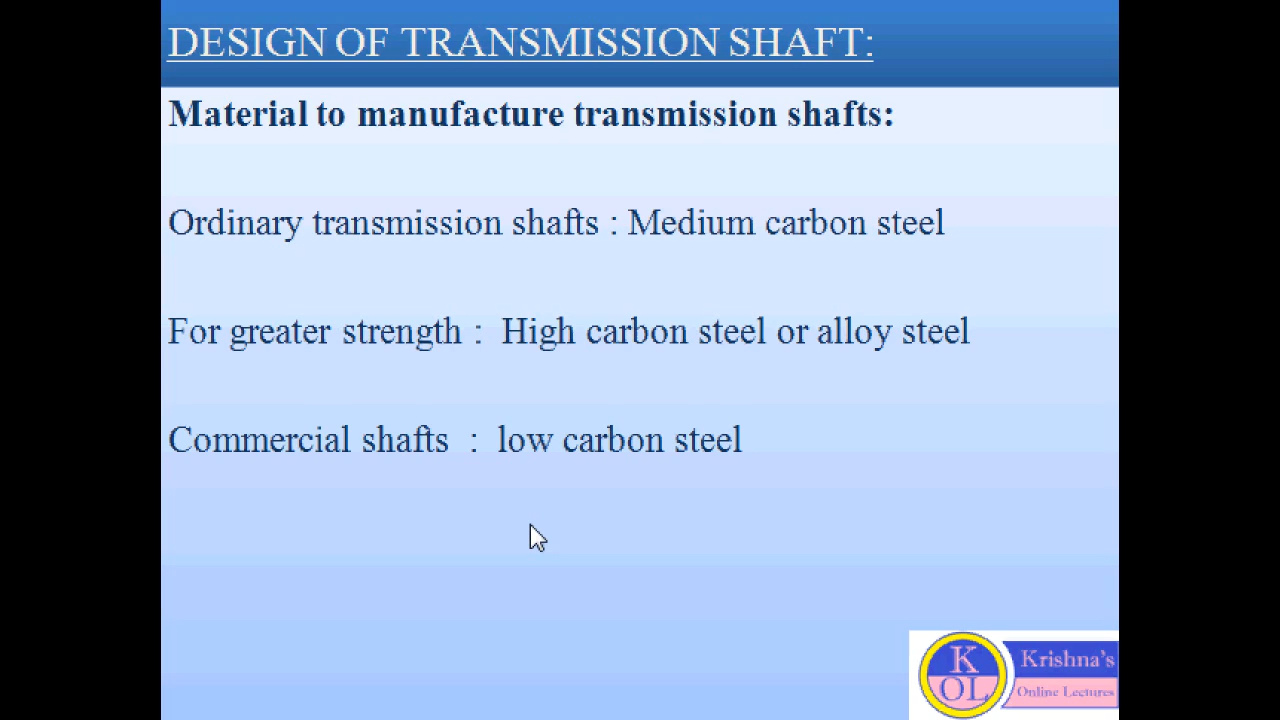 DESIGN OF TRANSMISSION SHAFT:
Material to manufacture transmission shafts:
Ordinary transmission shafts : Medium carbon steel
For greater strength : High carbon steel or alloy steel
Commercial shafts : low carbon steel
K
OL
Krishna's
Online Lectures